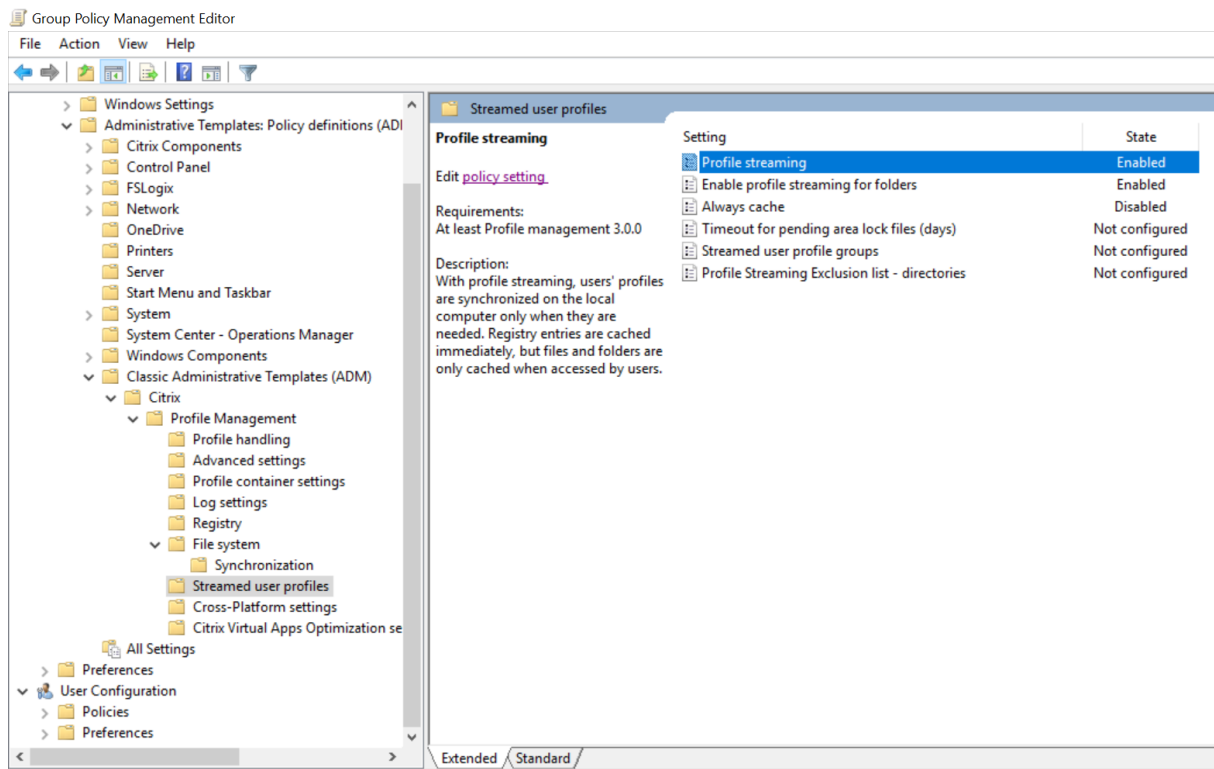 Group Policy Management Editor
File Action View Help
Windows Settings
Administrative Templates: Policy definitions (ADI
Citrix Components
Control Panel
FSLogix
Network
OneDrive
Printers
Server
Start Menu and Taskbar
System
System Center - Operations Manager
Windows Components
Classic Administrative Templates (ADM)
Citrix
Profile Management
Profile handling
Advanced settings
Profile container settings
Log settings
Registry
File system
Synchronization
Streamed user profiles
Cross-Platform settings
Citrix Virtual Apps Optimization se
All Settings
Preferences
User Configuration
Policies
Preferences
Streamed user profiles
Profile streaming
Edit policy setting
Requirements:
At least Profile management 3.0.0
Description:
With profile streaming, users' profiles
are synchronized on the local
computer only when they are
needed. Registry entries are cached
immediately, but files and folders are
only cached when accessed by users.
Setting State
Profile streaming Enabled
Enable profile streaming for folders Enabled
Always cache Disabled
Timeout for pending area lock files (days) Not configured
Streamed user profile groups Not configured
Profile Streaming Exclusion list - directories Not configured
Extended Standard